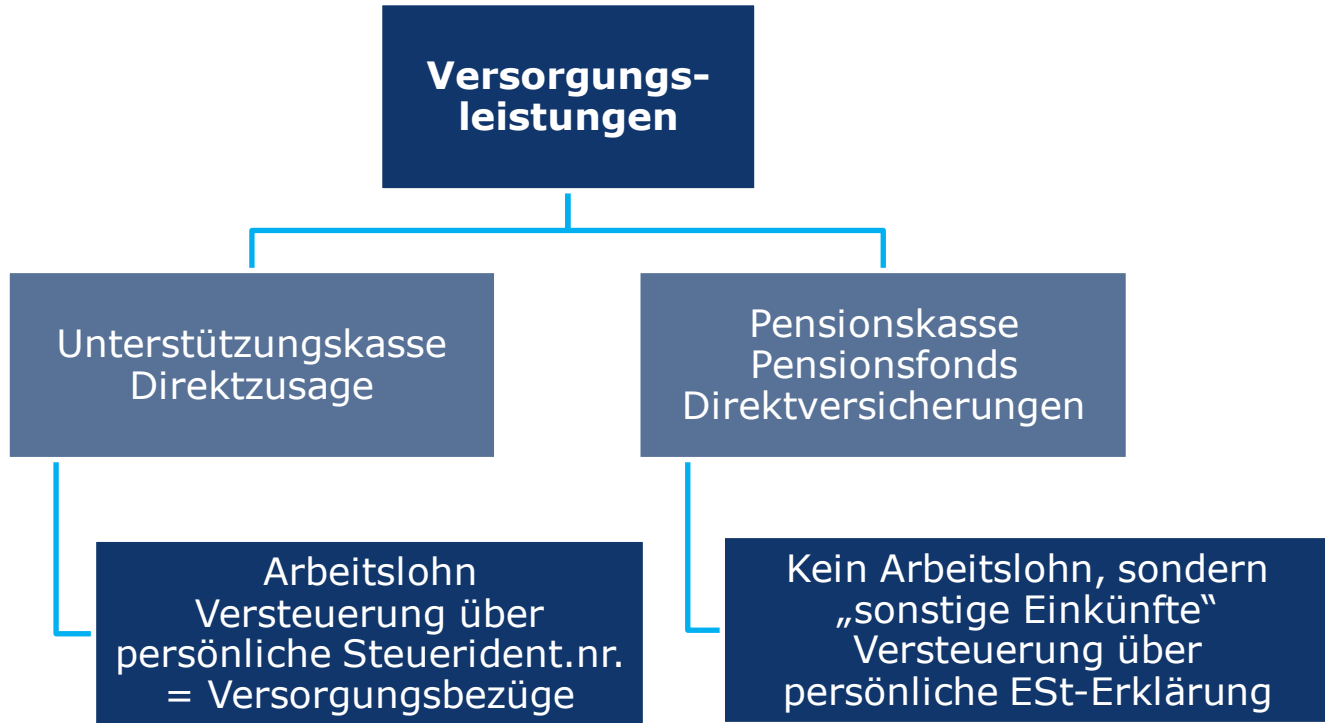 Versorgungs-
leistungen
Unterstützungskasse
Direktzusage
Pensionskasse
Pensionsfonds
Direktversicherungen
Arbeitslohn
Versteuerung über
persönliche Steuerident.nr.
= Versorgungsbezüge
Kein Arbeitslohn, sondern
„sonstige Einkünfte“
Versteuerung über
persönliche ESt-Erklärung